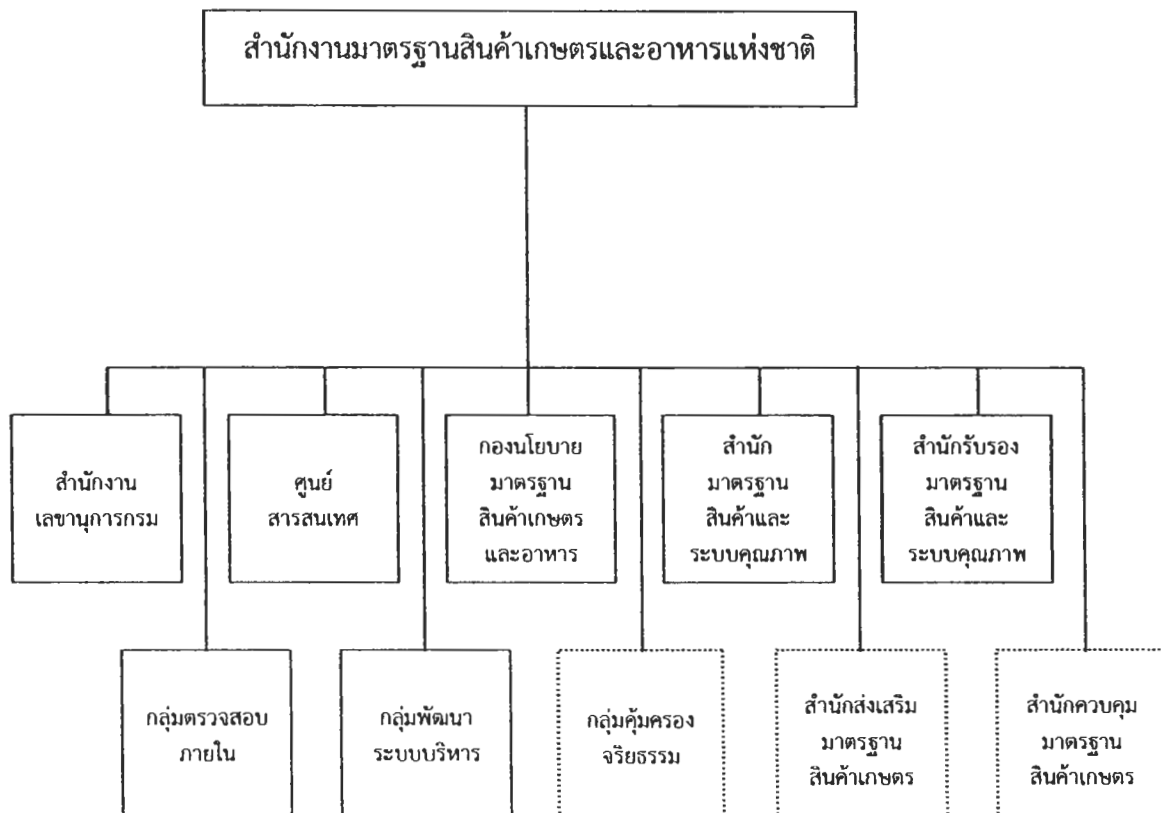 สำนักงานมาตรฐานสินค้าเกษตรและอาหารแห่งชาติ
สำนักงาน
เลขานุการกรม
ศูนย์
สารสนเทศ
กองนโยบาย
มาตรฐาน
สินค้าเกษตร
และอาหาร
สำนัก
มาตรฐาน
สินค้าและ
ระบบคุณภาพ
สำนักรับรอง
มาตรฐาน
สินค้าและ
ระบบคุณภาพ
กลุ่มตรวจสอบ
ภายใน
กลุ่มพัฒนา
ระบบบริหาร
กลุ่มคุ้มครอง
จริยธรรม
สำนักส่งเสริม
มาตรฐาน
สินค้าเกษตร
สำนักควบคุม
มาตรฐาน
สินค้าเกษตร